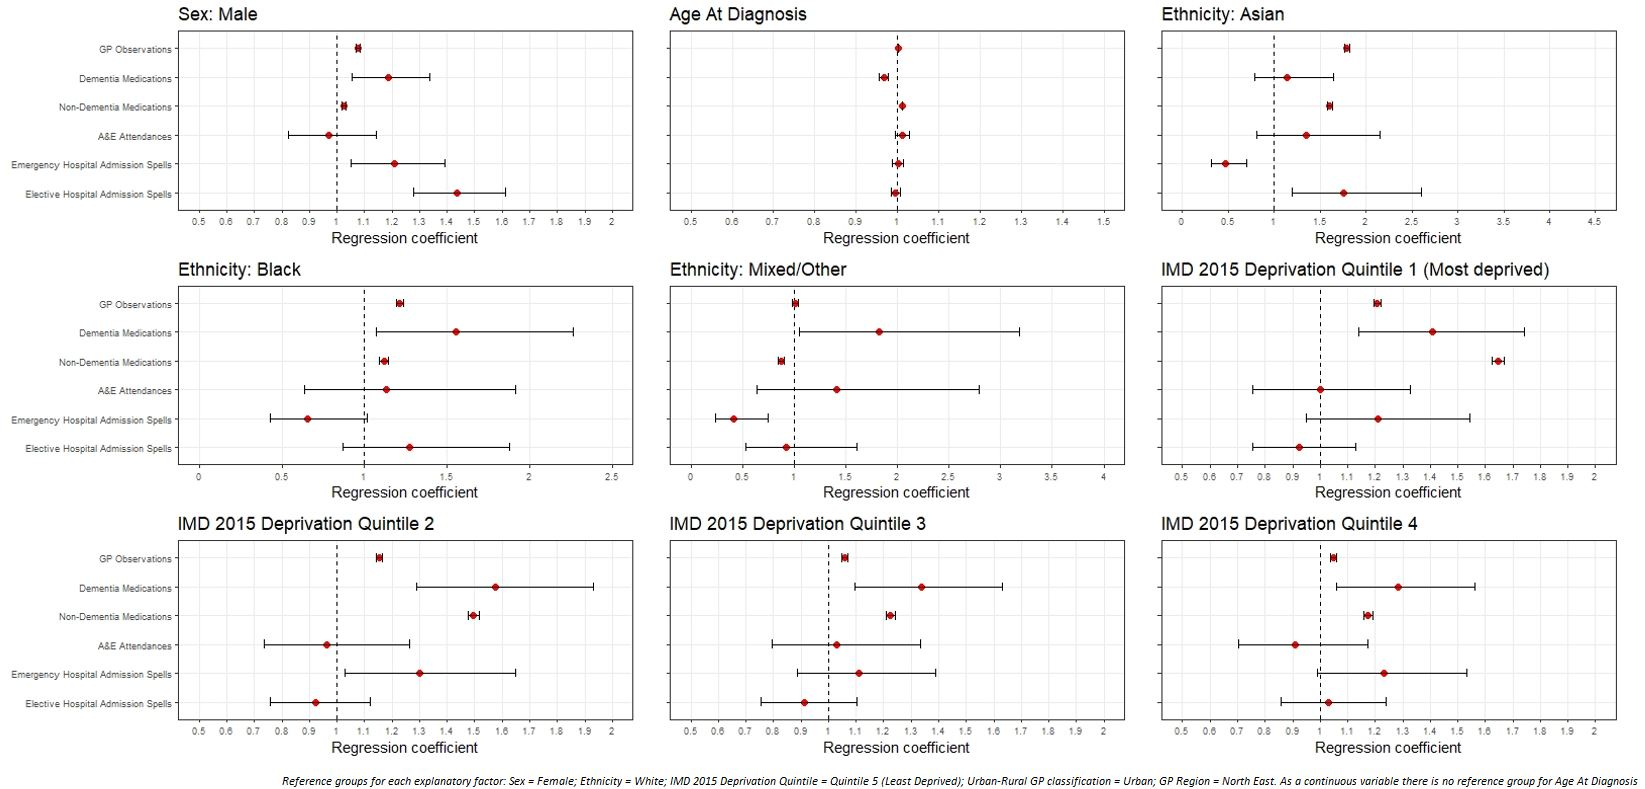 Sex: Male
Age At Diagnosis
Ethnicity: Asian
GP Observations
Dementia Medications
Non-Dementia Medications
A&E Attendances
Emergency Hospital Admission Spells
Elective Hospital Admission Spells
0.5 0.6 0.7 0.8 0.9 1 1.1 1.2 1.3 1.4 1.5 1.6 1.7 1.8 1.9 2
0.5 0.6 0.7 0.8 0.9 1 1.1 1.2 1.3 1.4 1.5
0 0.5 1 1.5 2 2.5 3 3.5 4 4.5
Regression coefficient
Regression coefficient
Regression coefficient
Ethnicity: Black
Ethnicity: Mixed/Other
IMD 2015 Deprivation Quintile 1 (Most deprived)
GP Observations
Dementia Medications
Non-Dementia Medications
A&E Attendances
Emergency Hospital Admission Spells
Elective Hospital Admission Spells
0 0.5 1 1.5 2 2.5
0 0.5 1 1.5 2 2.5 3 3.5 4
0.5 0.6 0.7 0.8 0.9 1 1.1 1.2 1.3 1.4 1.5 1.6 1.7 1.8 1.9 2
Regression coefficient
Regression coefficient
Regression coefficient
IMD 2015 Deprivation Quintile 2
IMD 2015 Deprivation Quintile 3
IMD 2015 Deprivation Quintile 4
GP Observations
Dementia Medications
Non-Dementia Medications
A&E Attendances
Emergency Hospital Admission Spells
Elective Hospital Admission Spells
0.5 0.6 0.7 0.8 0.9 1 1.1 1.2 1.3 1.4 1.5 1.6 1.7 1.8 1.9 2
0.5 0.6 0.7 0.8 0.9 1 1.1 1.2 1.3 1.4 1.5 1.6 1.7 1.8 1.9 2
0.5 0.6 0.7 0.8 0.9 1 1.1 1.2 1.3 1.4 1.5 1.6 1.7 1.8 1.9 2
Regression coefficient
Regression coefficient
Regression coefficient
Reference groups for each explanatory factor: Sex = Female; Ethnicity = White; IMD 2015 Deprivation Quintile = Quintile 5 (Least Deprived); Urban-Rural GP classification = Urban; GP Region = North East. As a continuous variable there is no reference group for Age At Diagnosis